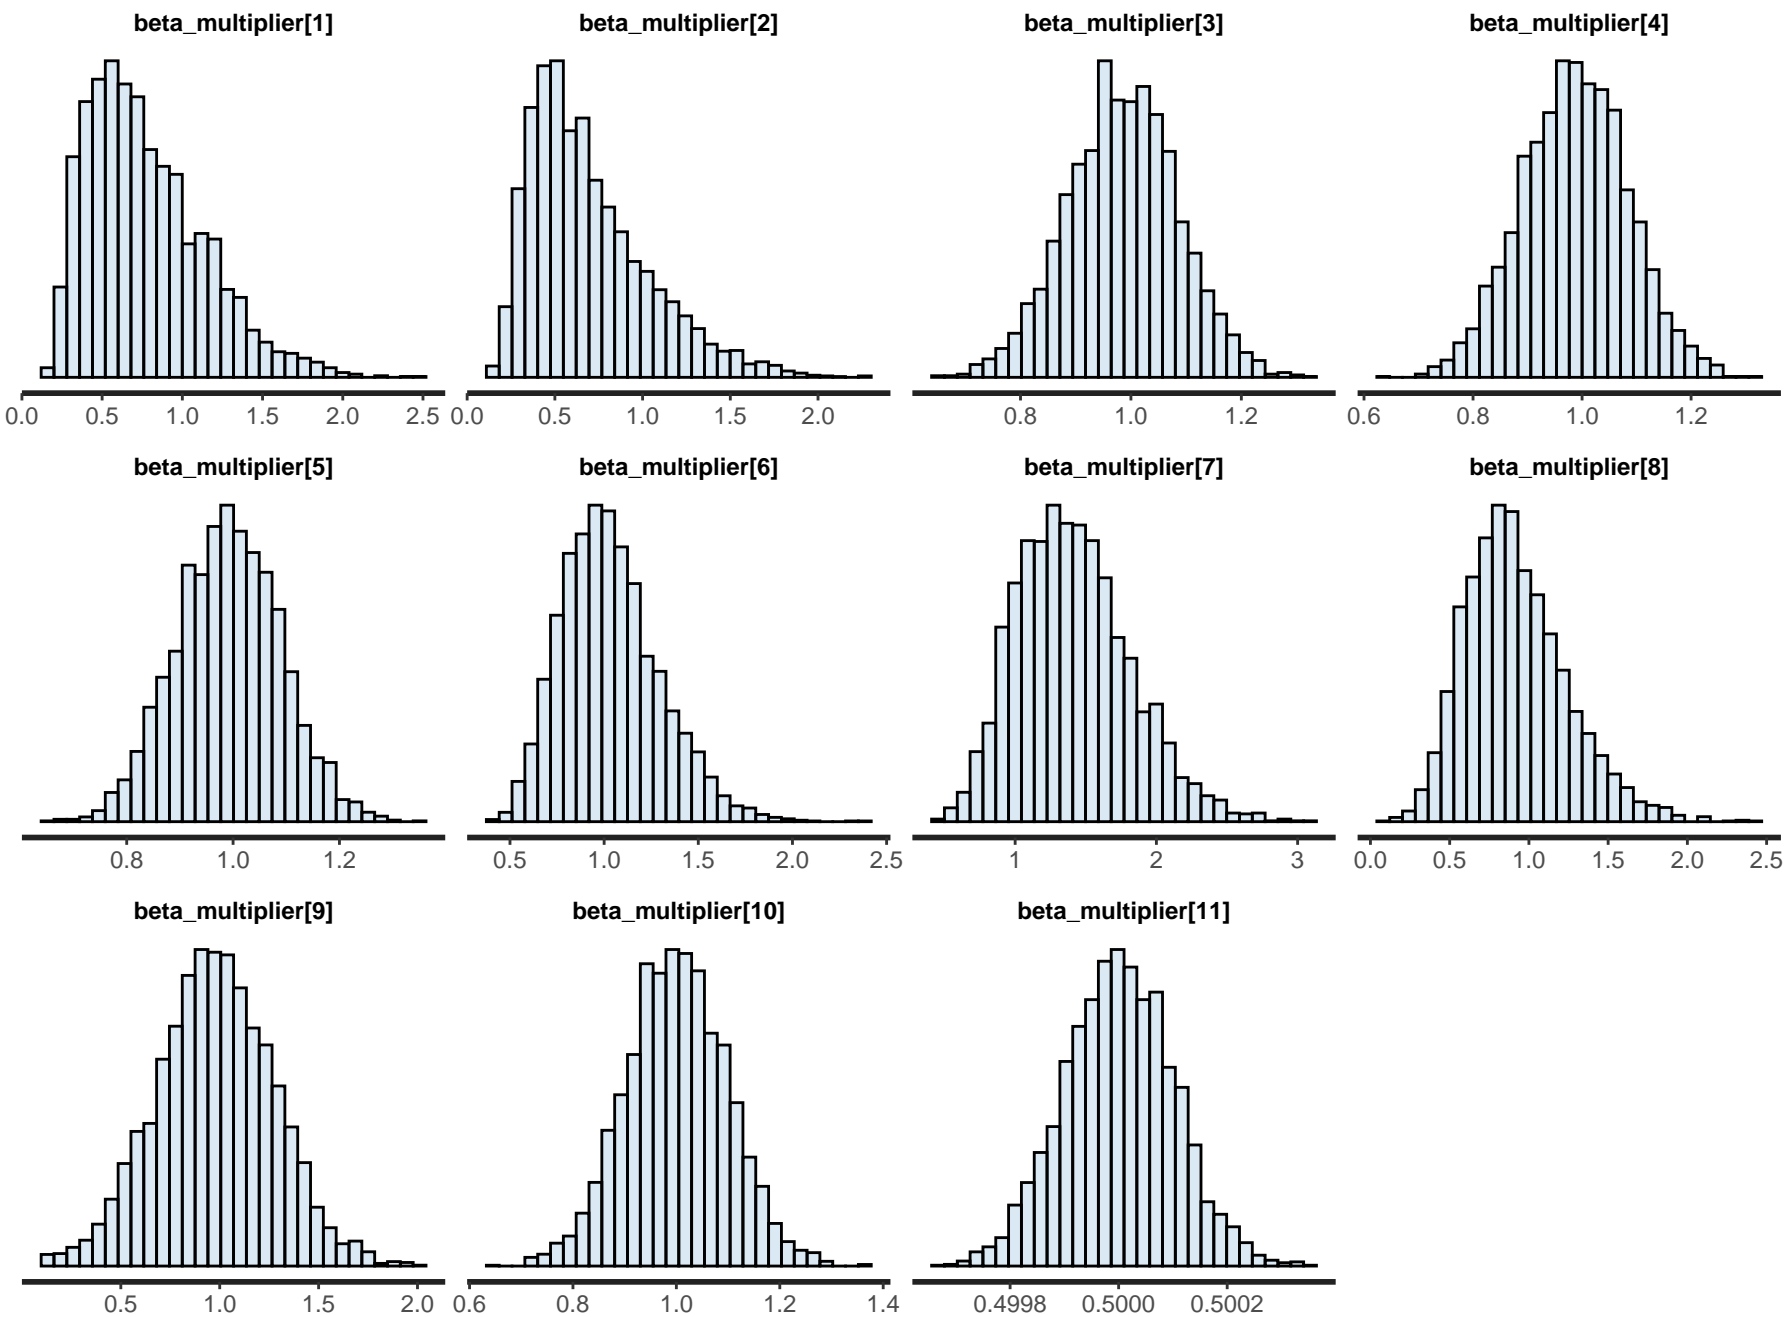 beta_multiplier[1] beta_multiplier[2] beta_multiplier[3] beta_multiplier[4]
0.0 0.5 1.0 1.5 2.0 2.5 0.0 0.5 1.0 1.5 2.0 0.8 1.0 1.2 0.6 0.8 1.0 1.2
beta_multiplier[5] beta_multiplier[6] beta_multiplier[7] beta_multiplier[8]
0.8 1.0 1.2 0.5 1.0 1.5 2.0 2.5 1 2 3 0.0 0.5 1.0 1.5 2.0 2.5
beta_multiplier[9] beta_multiplier[10] beta_multiplier[11]
0.5 1.0 1.5 2.0 0.6 0.8 1.0 1.2 1.4 0.4998 0.5000 0.5002